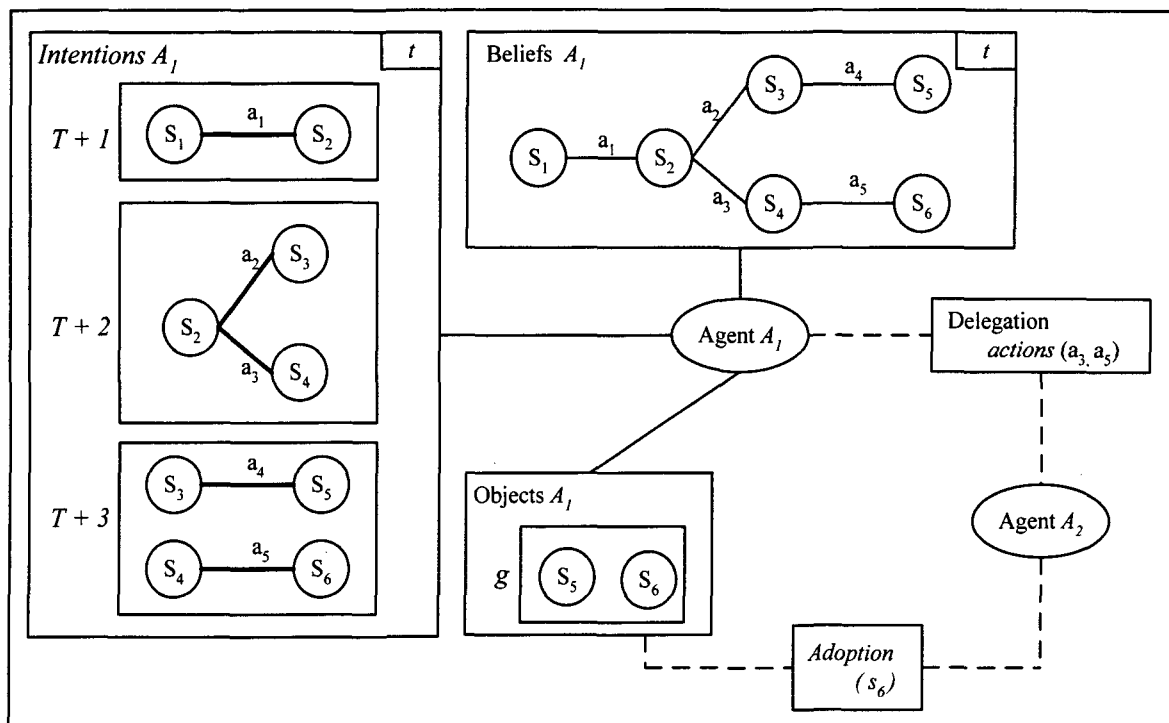 Intentions A₁
t
T + 1
S₁ a₁ S₂
T + 2
S₂ a₂ S₃
a₃ S₄
T + 3
S₃ a₄ S₅
S₄ a₅ S₆
Beliefs A₁
t
S₁ a₁ S₂ a₂ S₃ a₄ S₅
a₃ S₄ a₅ S₆
Agent A₁
Delegation
actions (a₃, a₅)
Objects A₁
g
S₅ S₆
Agent A₂
Adoption
( s₆ )